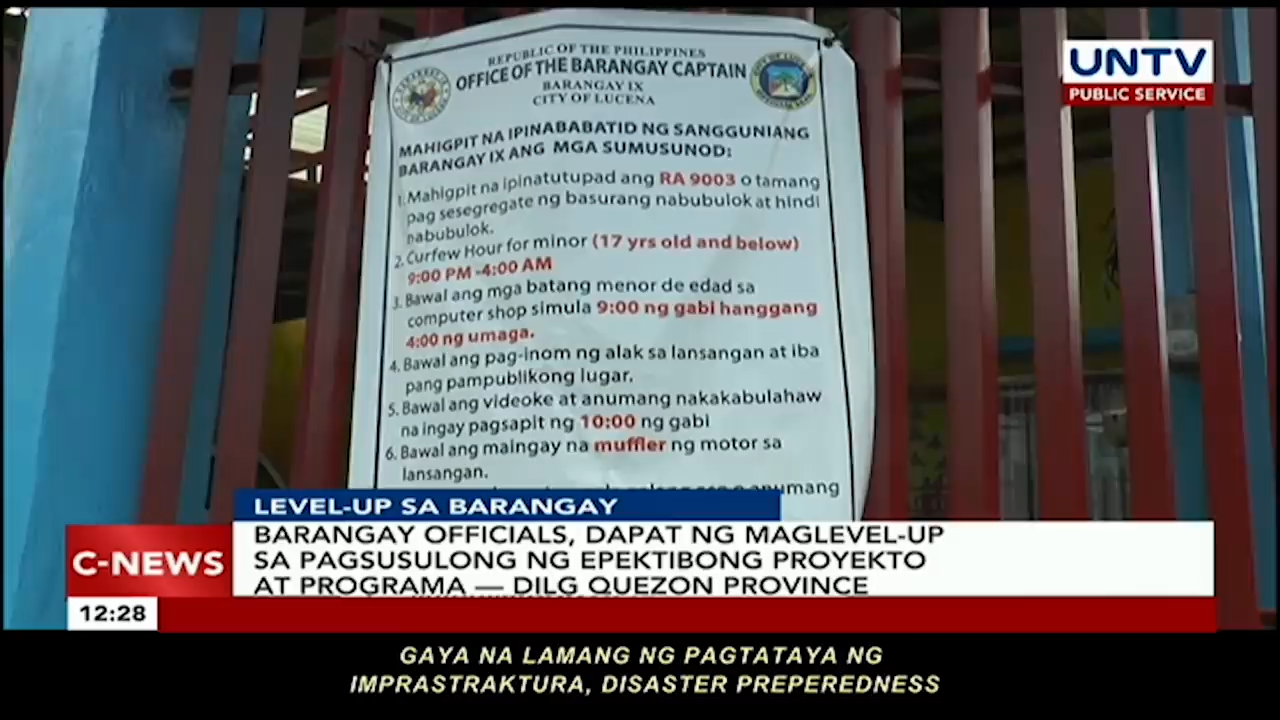 REPUBLIC OF THE PHILIPPINES
OFFICE OF THE BARANGAY CAPTAIN
BARANGAY IX
CITY OF LUCENA
MAHIGPIT NA IPINABABATID NG SANGGUNIANG
BARANGAY IX ANG MGA SUMUSUNOD:
1. Mahigpit na ipinatutupad ang RA 9003 o tamang
pag sesegregate ng basurang nabubulok at hindi
nabubulok.
2. Curfew Hour for minor (17 yrs old and below)
9:00 PM -4:00 AM
3. Bawal ang mga batang menor de edad sa
computer shop simula 9:00 ng gabi hanggang
4:00 ng umaga.
4. Bawal ang pag-inom ng alak sa lansangan at iba
pang pampublikong lugar.
5. Bawal ang videoke at anumang nakakabulahaw
na ingay pagsapit ng 10:00 ng gabi
6. Bawal ang maingay na muffler ng motor sa
lansangan.
anumang
UNTV
PUBLIC SERVICE
LEVEL-UP SA BARANGAY
C-NEWS
BARANGAY OFFICIALS, DAPAT NG MAGLEVEL-UP
SA PAGSUSULONG NG EPEKTIBONG PROYEKTO
AT PROGRAMA — DILG QUEZON PROVINCE
12:28
GAYA NA LAMANG NG PAGTATAYA NG
IMPRASTRAKTURA, DISASTER PREPEREDNESS